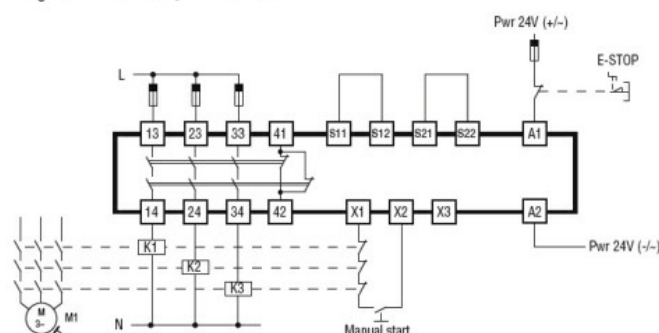 Pwr 24V (+/~)
E-STOP
L
13 23 33 41 S11 S12 S21 S22 A1
14 24 34 42 X1 X2 X3 A2
K1
Pwr 24V (-/~)
K2
K3
M
3~
M1
N
Manual start